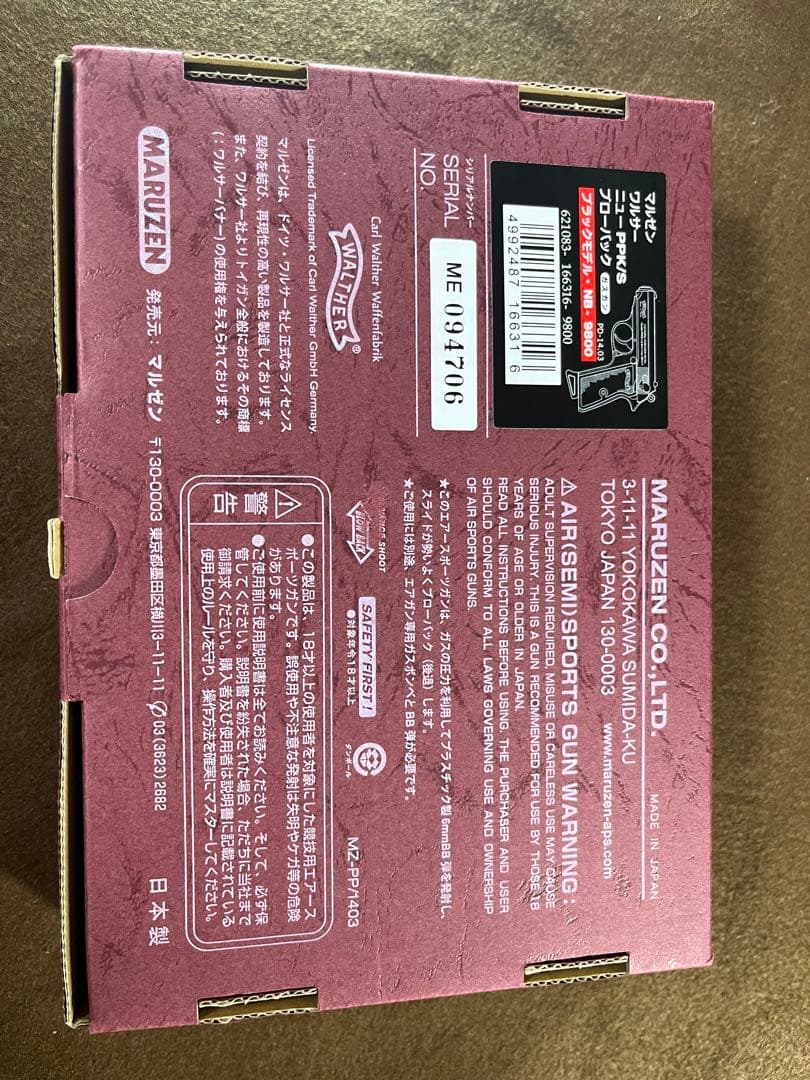 マルゼン
ワルサー
ニューPPK/S
ブローバック ガスガン PD-14.03
ブラックモデル・NB・9800
621083- 166316- 9800
4992487 166316
シリアルナンバー
SERIAL
NO.
ME 094706
Carl Walther Waffenfabrik
WALTHER®
Licensed Trademark of Carl Walther GmbH Germany.
マルゼンは、ドイツ・ワルサー社と正式なライセンス
契約を結び、再現性の高い製品を製造しております。
また、ワルサー社よりトイガン全般におけるその商標
(:ワルサーバナー)の使用権を与えられております。
MARUZEN CO.,LTD.
MADE IN JAPAN
3-11-11 YOKOKAWA SUMIDA-KU
TOKYO JAPAN 130-0003 www.maruzen-aps.com
⚠AIR(SEMI)SPORTS GUN WARNING:
ADULT SUPERVISION REQUIRED, MISUSE OR CARELESS USE MAY CAUSE
SERIOUS INJURY. THIS IS A GUN RECOMMENDED FOR USE BY THOSE 18
YEARS OF AGE OR OLDER IN JAPAN.
READ ALL INSTRUCTIONS BEFORE USING. THE PURCHASER AND USER
SHOULD CONFORM TO ALL LAWS GOVERNING USE AND OWNERSHIP
OF AIR SPORTS GUNS.
★このエアースポーツガンは、ガスの圧力を利用してプラスチック製6mmBB弾を発射し、
スライドが勢いよくブローバック(後退)します。
★ご使用には別途、エアガン専用ガスボンベとBB弾が必要です。
SHOOT
BLOW BACK
SAFETY FIRST!
●対象年令18才以上
ダンボール
MZ-PP/1403
⚠警告
●この製品は、18才以上の使用者を対象にした競技用エアース
ポーツガンです。誤使用や不注意な発射は失明やケガ等の危険
があります。
●ご使用前に使用説明書は全てお読みください。そして、必ず保
管してください。説明書を紛失された場合、ただちに当社まで
御請求ください。購入者及び使用者は説明書に記載されている
使用上のルールを守り、操作方法を確実にマスターしてください。
MARUZEN 発売元:マルゼン 〒130-0003 東京都墨田区横川3-11-11 ☎03(3623)2882 日本製